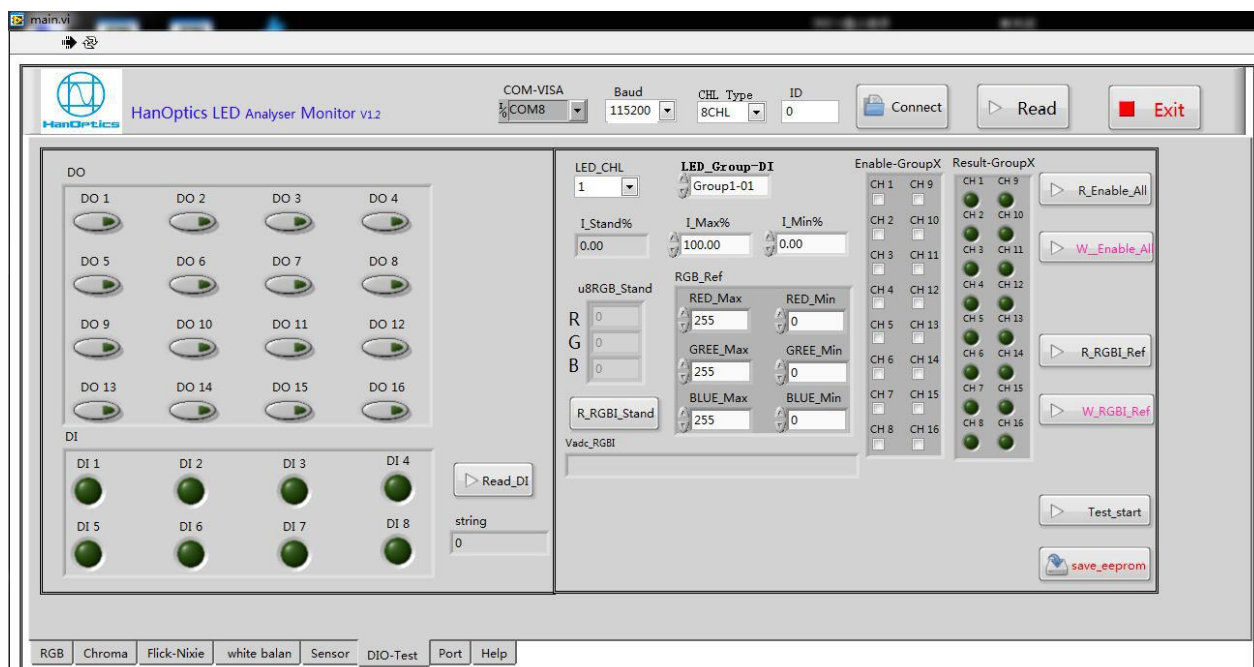 main.vi
HanOptics
HanOptics LED Analyser Monitor V1.2
COM-VISA
COM8
Baud
115200
CHL Type
8CHL
ID
0
Connect
Read
Exit
DO
DO 1 DO 2 DO 3 DO 4
DO 5 DO 6 DO 7 DO 8
DO 9 DO 10 DO 11 DO 12
DO 13 DO 14 DO 15 DO 16
DI
DI 1 DI 2 DI 3 DI 4
DI 5 DI 6 DI 7 DI 8
Read_DI
string
0
LED_CHL
1
LED_Group-DI
Group1-01
I_Stand% I_Max% I_Min%
0.00 100.00 0.00
u8RGB_Stand
R 0
G 0
B 0
R_RGBI_Stand
RGB_Ref
RED_Max RED_Min
255 0
GREE_Max GREE_Min
255 0
BLUE_Max BLUE_Min
255 0
Vadc_RGBI
Enable-GroupX
CH 1 CH 9
CH 2 CH 10
CH 3 CH 11
CH 4 CH 12
CH 5 CH 13
CH 6 CH 14
CH 7 CH 15
CH 8 CH 16
Result-GroupX
CH 1 CH 9
CH 2 CH 10
CH 3 CH 11
CH 4 CH 12
CH 5 CH 13
CH 6 CH 14
CH 7 CH 15
CH 8 CH 16
R_Enable_All
W__Enable_All
R_RGBI_Ref
W_RGBI_Ref
Test_start
save_eeprom
RGB Chroma Flick-Nixie white balan Sensor DIO-Test Port Help